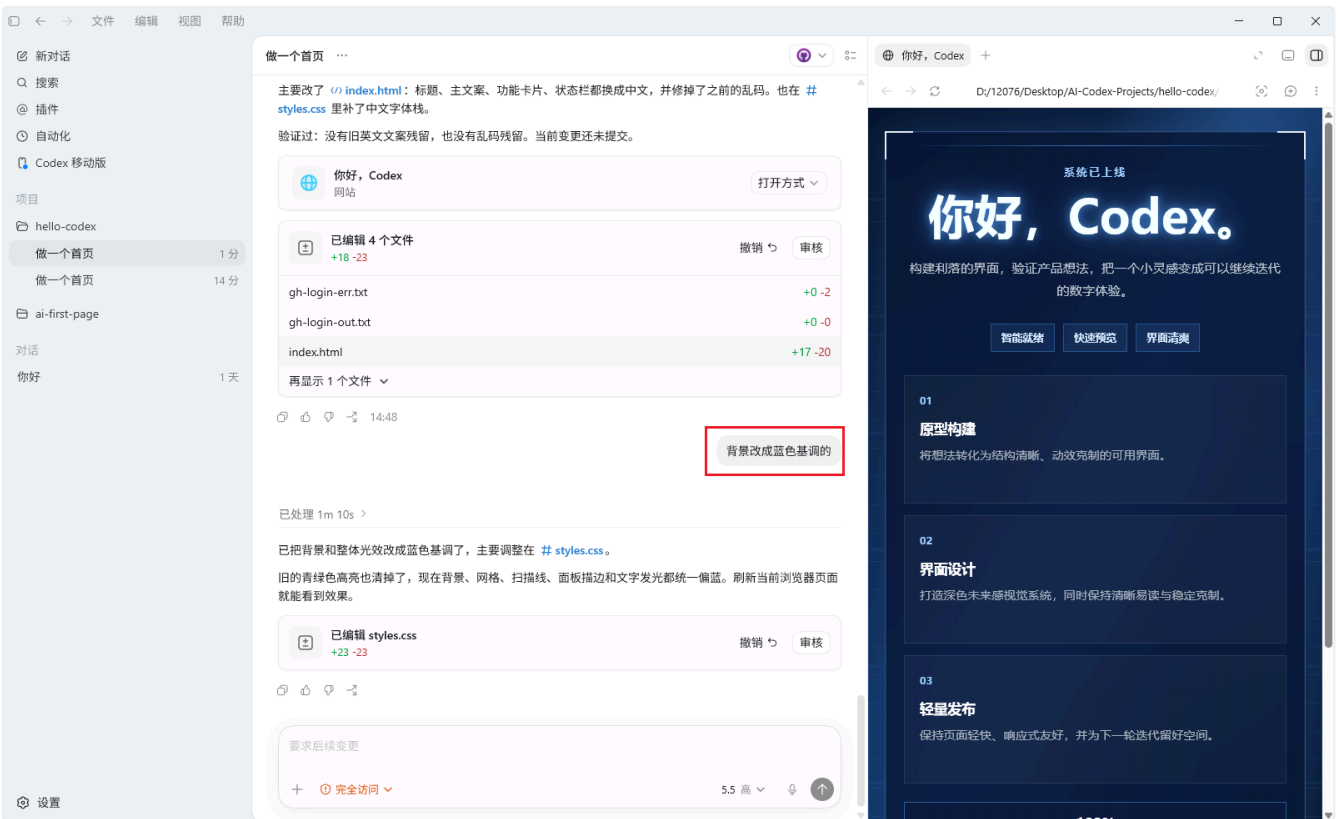 文件 编辑 视图 帮助
新对话
搜索
插件
自动化
Codex 移动版
项目
hello-codex
做一个首页 1 分
做一个首页 14 分
ai-first-page
对话
你好 1 天
设置
做一个首页 ···
主要改了 </> index.html：标题、主文案、功能卡片、状态栏都换成中文，并修掉了之前的乱码。也在 #
styles.css 里补了中文字体栈。
验证过：没有旧英文文案残留，也没有乱码残留。当前变更还未提交。
你好，Codex
网站
打开方式
已编辑 4 个文件
+18 -23
撤销 审核
gh-login-err.txt +0 -2
gh-login-out.txt +0 -0
index.html +17 -20
再显示 1 个文件
14:48
背景改成蓝色基调的
已处理 1m 10s
已把背景和整体光效改成蓝色基调了，主要调整在 # styles.css。
旧的青绿色高亮也清掉了，现在背景、网格、扫描线、面板描边和文字发光都统一偏蓝。刷新当前浏览器页面
就能看到效果。
已编辑 styles.css
+23 -23
撤销 审核
要求后续变更
完全访问
5.5 高
你好，Codex
D:/12076/Desktop/AI-Codex-Projects/hello-codex/
系统已上线
你好，Codex。
构建利落的界面，验证产品想法，把一个小灵感变成可以继续迭代
的数字体验。
智能就绪 快速预览 界面清爽
01
原型构建
将想法转化为结构清晰、动效克制的可用界面。
02
界面设计
打造深色未来感视觉系统，同时保持清晰易读与稳定克制。
03
轻量发布
保持页面轻快、响应式友好，并为下一轮迭代留好空间。